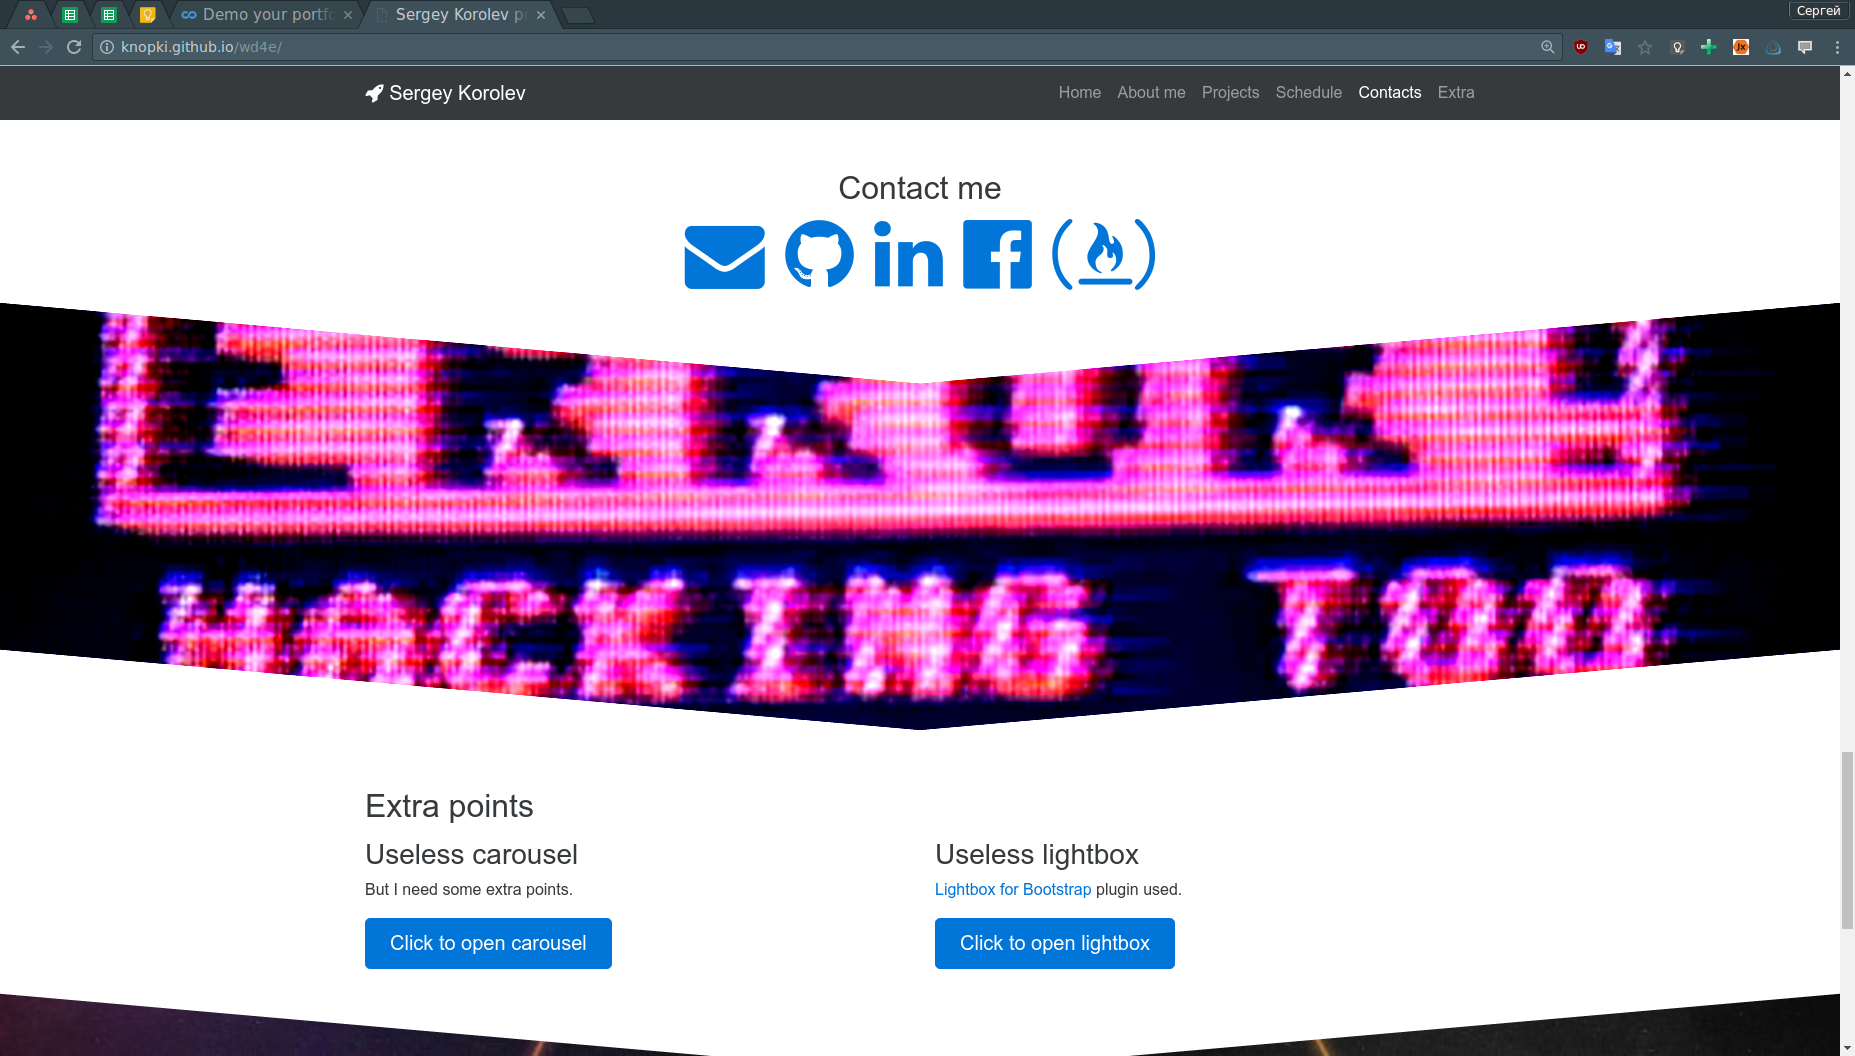 Demo your portfo
Sergey Korolev po
Сергей
knopki.github.io/wd4e/
Sergey Korolev
Home
About me
Projects
Schedule
Contacts
Extra
Contact me
HACKING TOO
Extra points
Useless carousel
But I need some extra points.
Click to open carousel
Useless lightbox
Lightbox for Bootstrap plugin used.
Click to open lightbox